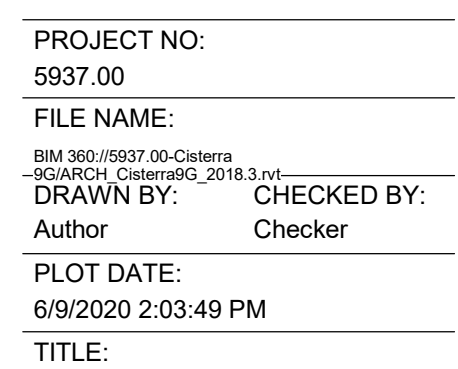 PROJECT NO:
5937.00
FILE NAME:
BIM 360://5937.00-Cisterra
9G/ARCH_Cisterra9G_2018.3.rvt
DRAWN BY: CHECKED BY:
Author Checker
PLOT DATE:
6/9/2020 2:03:49 PM
TITLE: